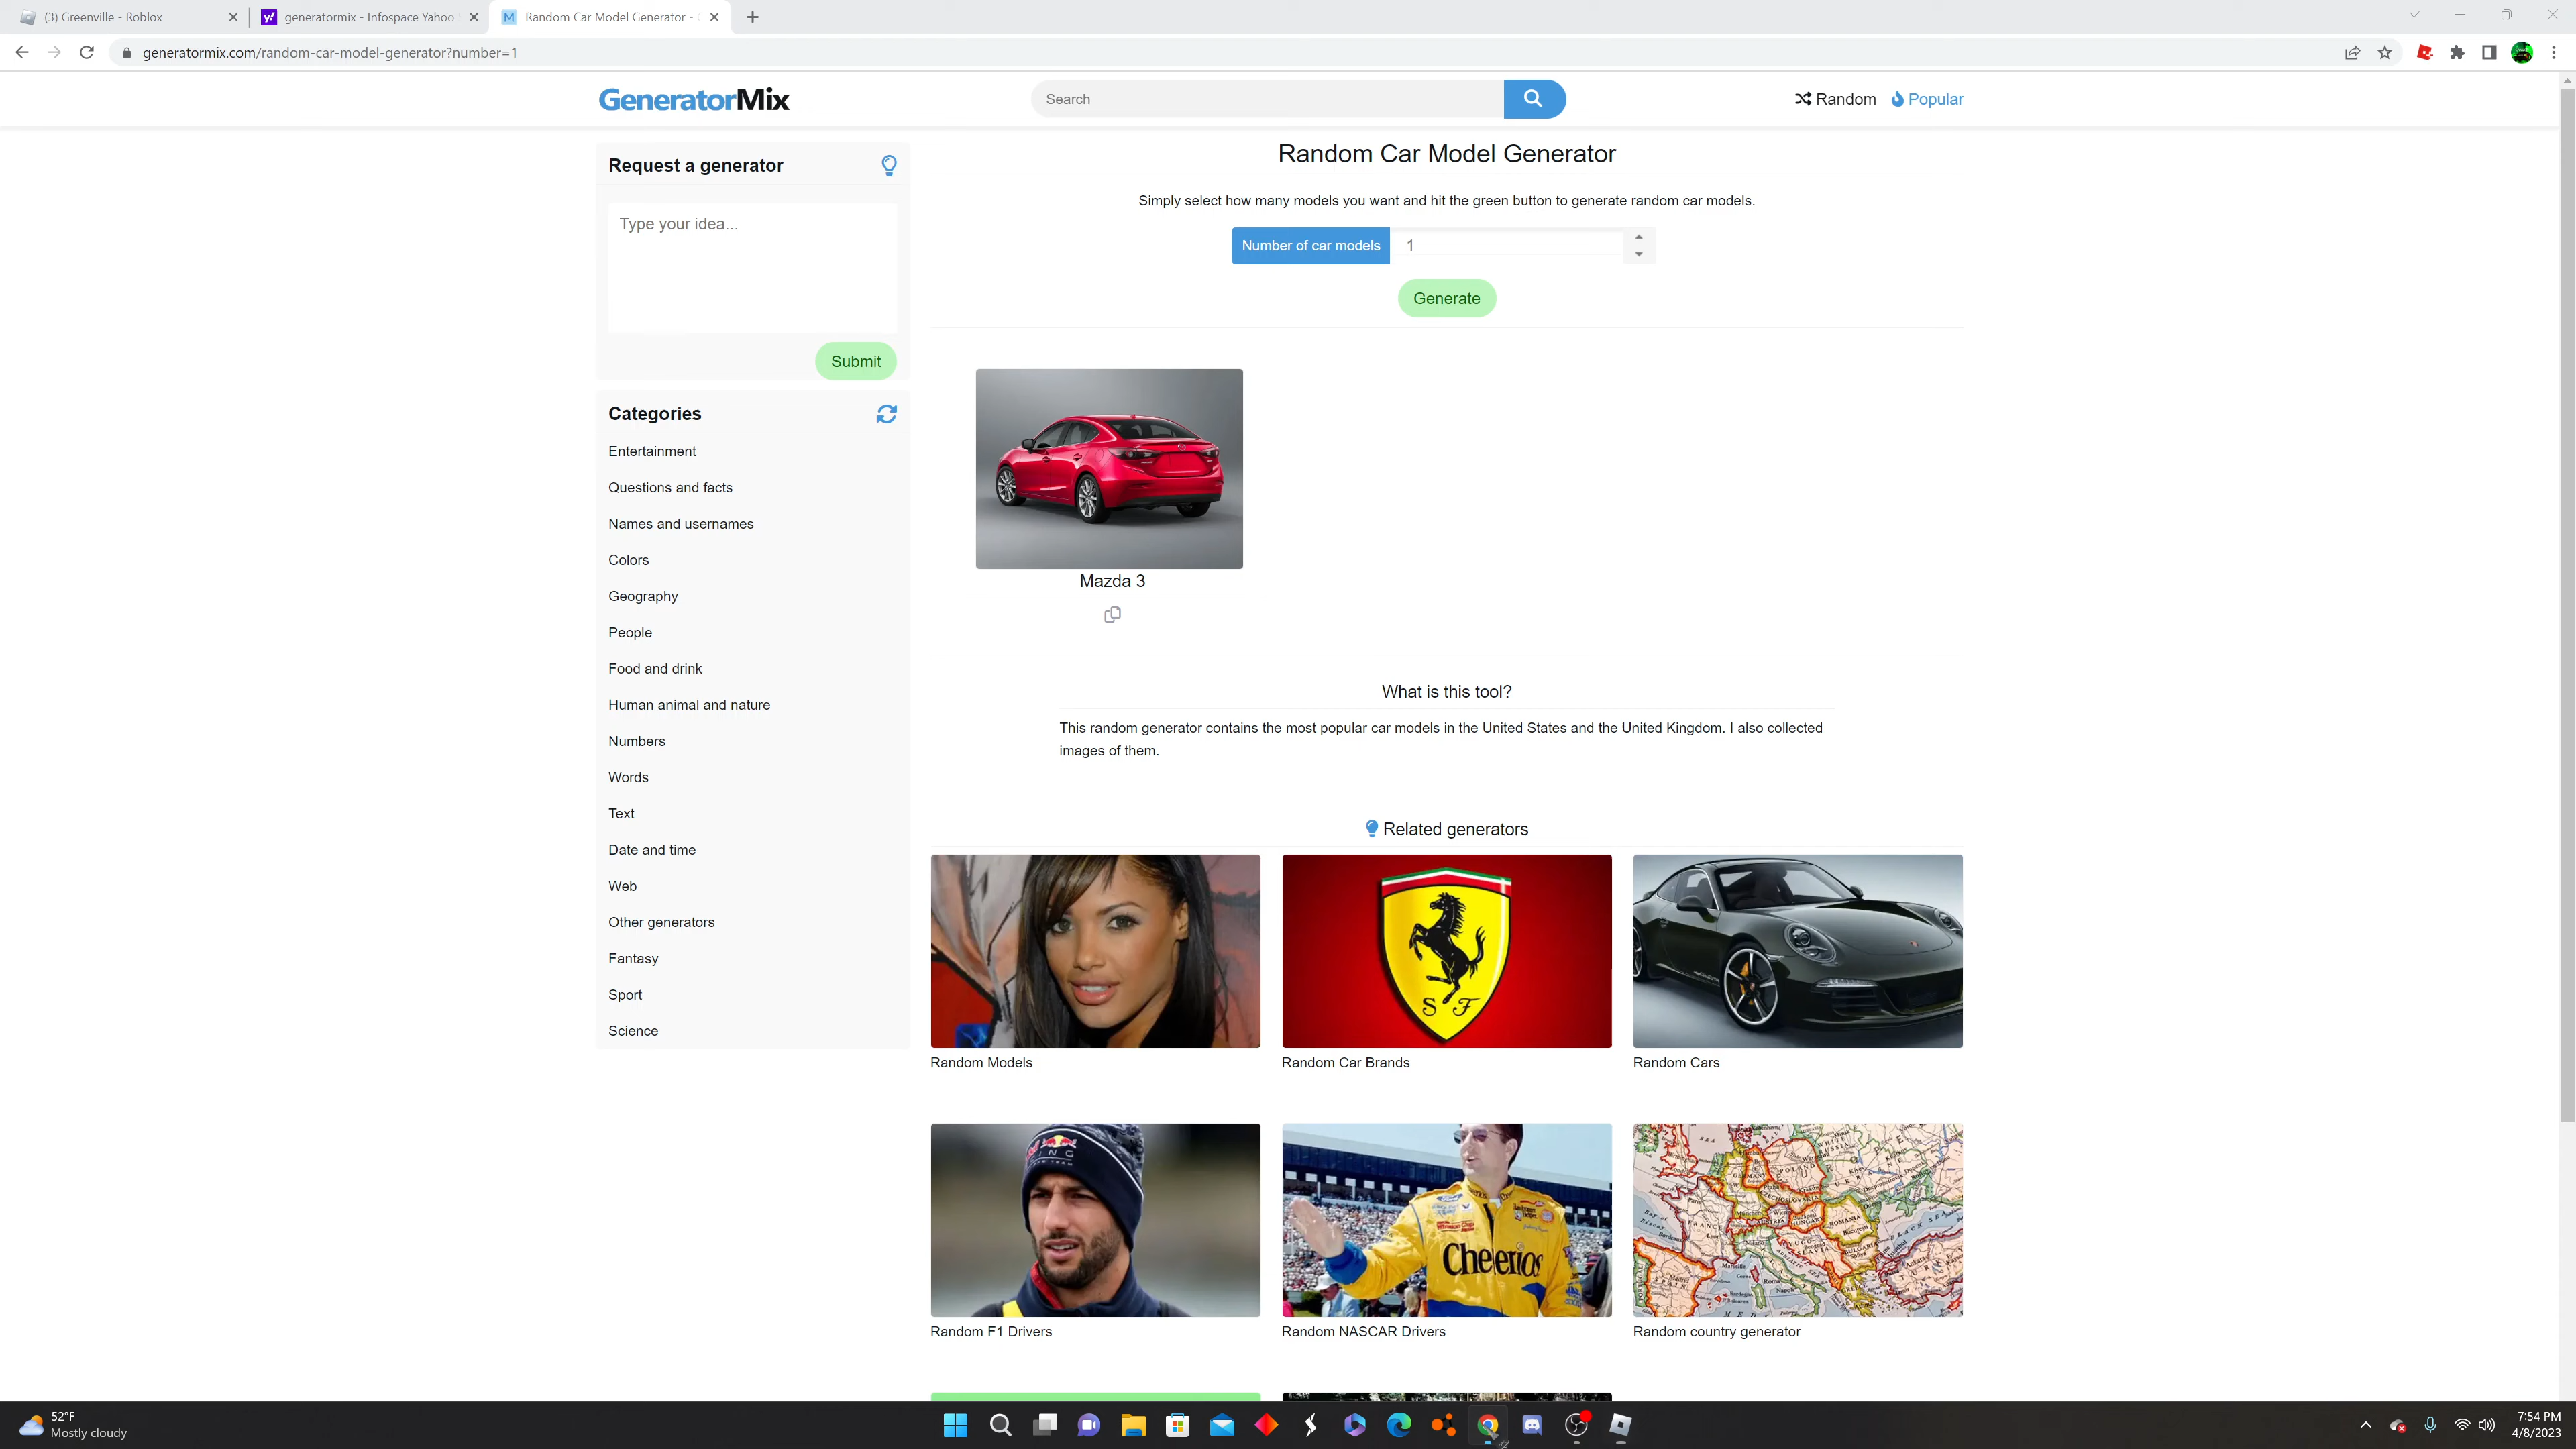 (3) Greenville - Roblox
generatormix - Infospace Yahoo
Random Car Model Generator -
generatormix.com/random-car-model-generator?number=1
GeneratorMix
Search
Random
Popular
Request a generator
Type your idea...
Submit
Categories
Entertainment
Questions and facts
Names and usernames
Colors
Geography
People
Food and drink
Human animal and nature
Numbers
Words
Text
Date and time
Web
Other generators
Fantasy
Sport
Science
Random Car Model Generator
Simply select how many models you want and hit the green button to generate random car models.
Number of car models
1
Generate
Mazda 3
What is this tool?
This random generator contains the most popular car models in the United States and the United Kingdom. I also collected
images of them.
Related generators
S F
Random Models
Random Car Brands
Random Cars
Cheerios
Random F1 Drivers
Random NASCAR Drivers
Random country generator
52°F
Mostly cloudy
7:54 PM
4/8/2023